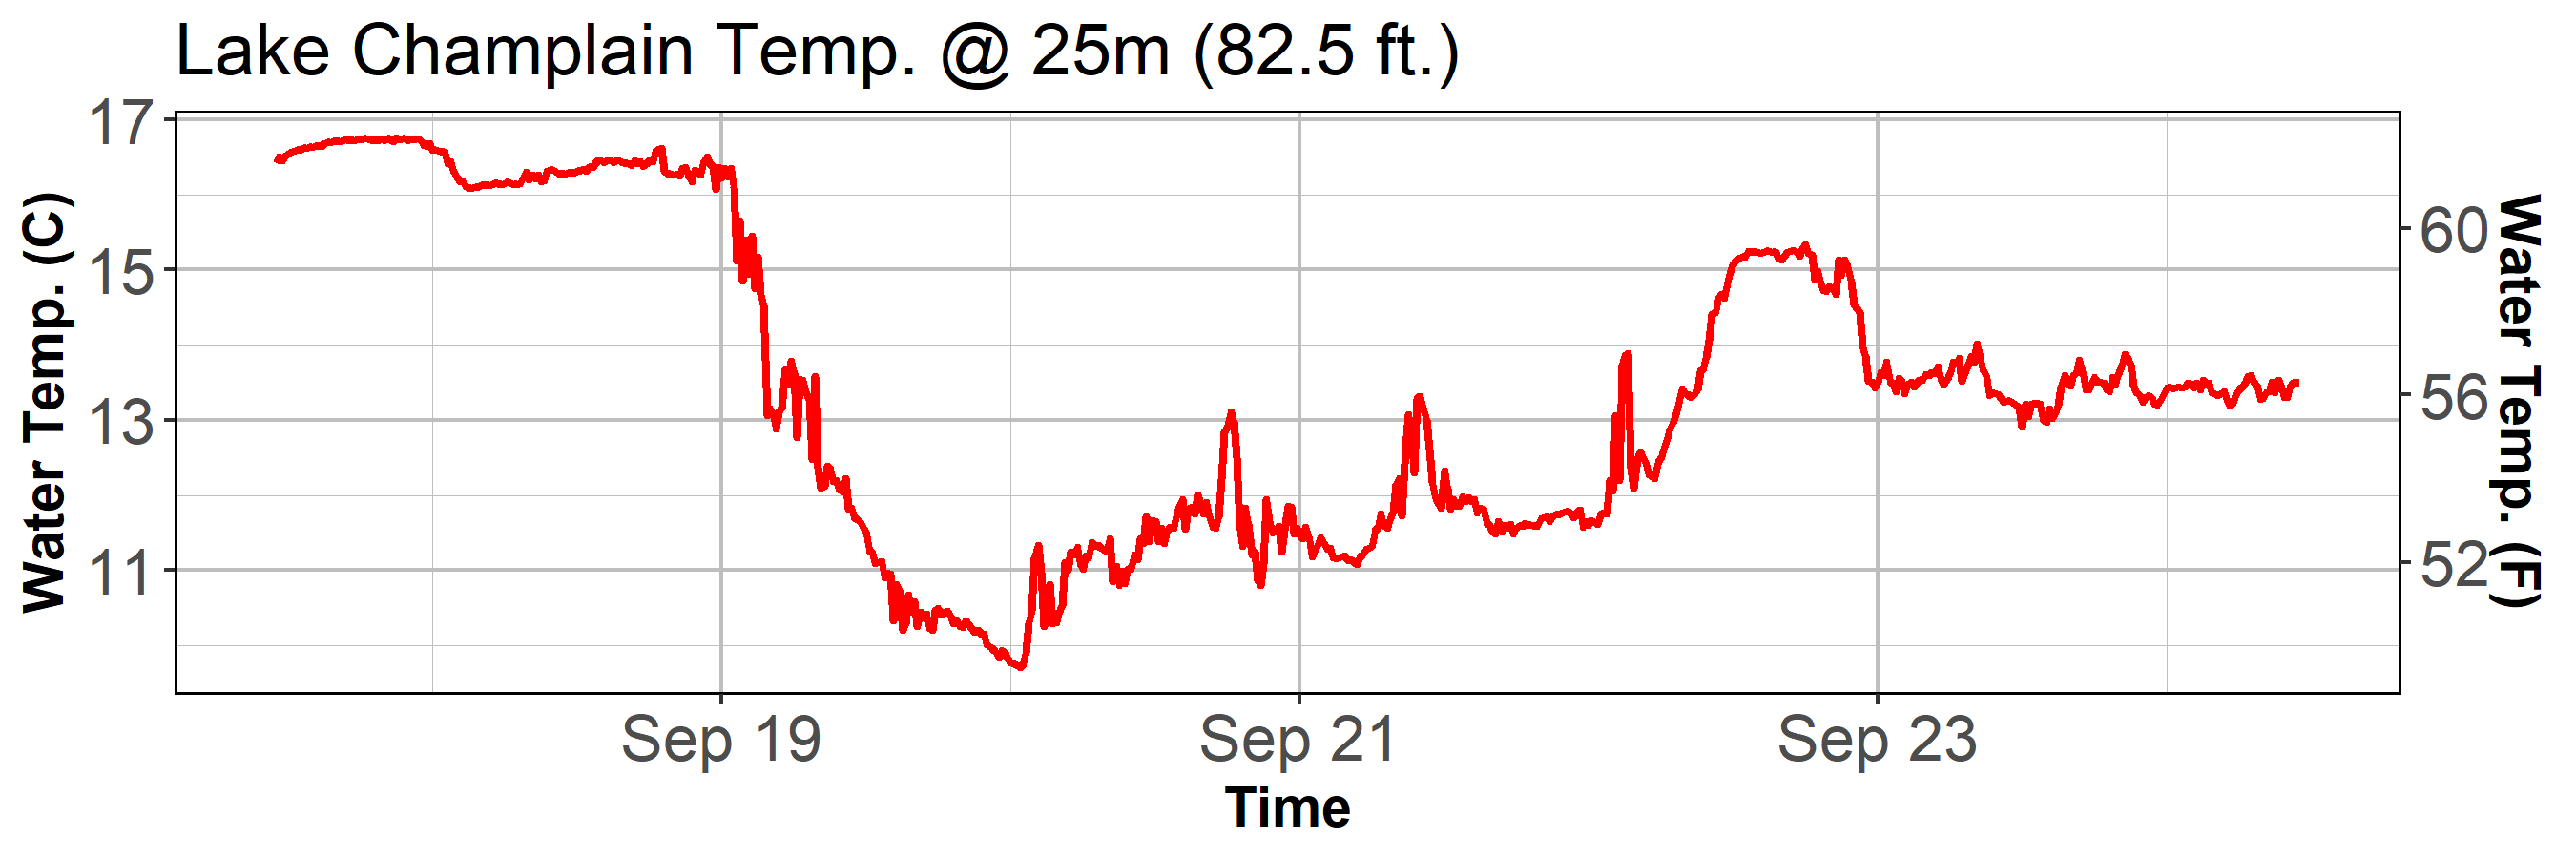 Lake Champlain Temp. @ 25m (82.5 ft.)
Water Temp. (C)
17
15
13
11
60
56
52
Water Temp. (F)
Sep 19
Sep 21
Sep 23
Time